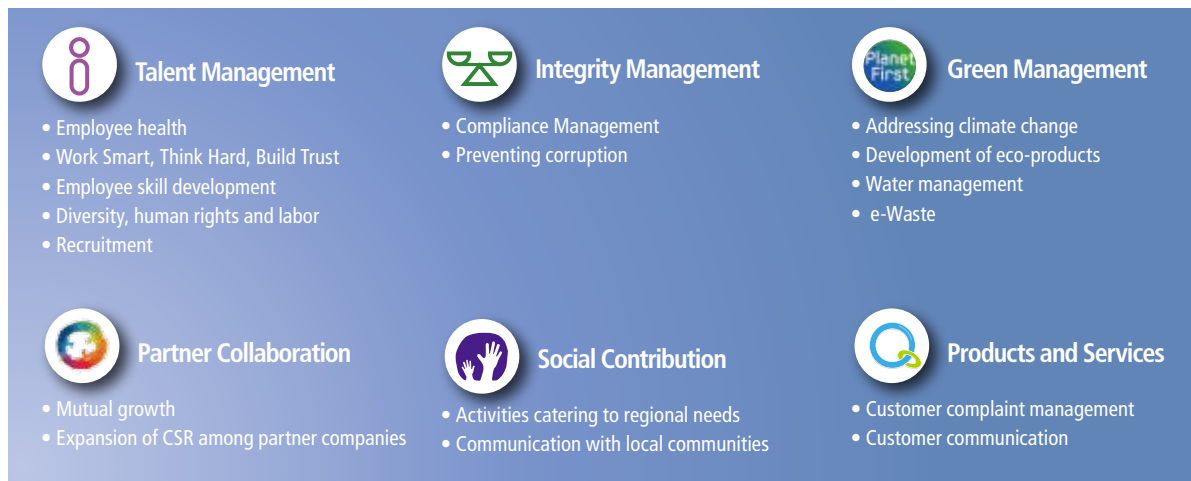 Talent Management
• Employee health
• Work Smart, Think Hard, Build Trust
• Employee skill development
• Diversity, human rights and labor
• Recruitment
Integrity Management
• Compliance Management
• Preventing corruption
Planet
First
Green Management
• Addressing climate change
• Development of eco-products
• Water management
• e-Waste
Partner Collaboration
• Mutual growth
• Expansion of CSR among partner companies
Social Contribution
• Activities catering to regional needs
• Communication with local communities
Products and Services
• Customer complaint management
• Customer communication